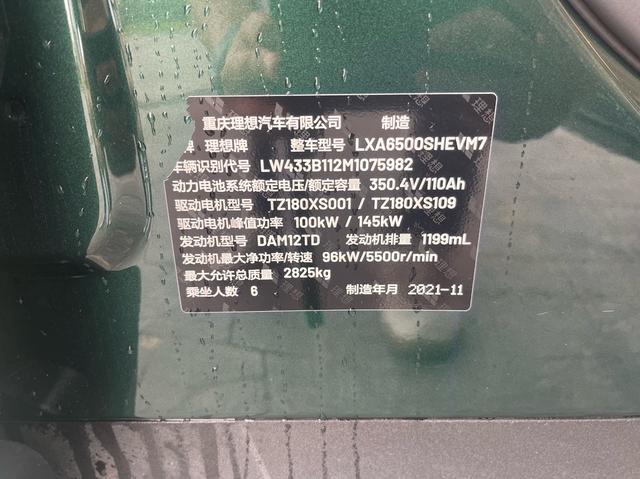 重庆理想汽车有限公司 制造
牌 理想牌 整车型号 LXA6500SHEVM7
车辆识别代号 LW433B112M1075982
动力电池系统额定电压/额定容量 350.4V/110Ah
驱动电机型号 TZ180XS001 / TZ180XS109
驱动电机峰值功率 100kW / 145kW
发动机型号 DAM12TD 发动机排量 1199mL
发动机最大净功率/转速 96kW/5500r/min
最大允许总质量 2825kg
乘坐人数 6 制造年月 2021-11